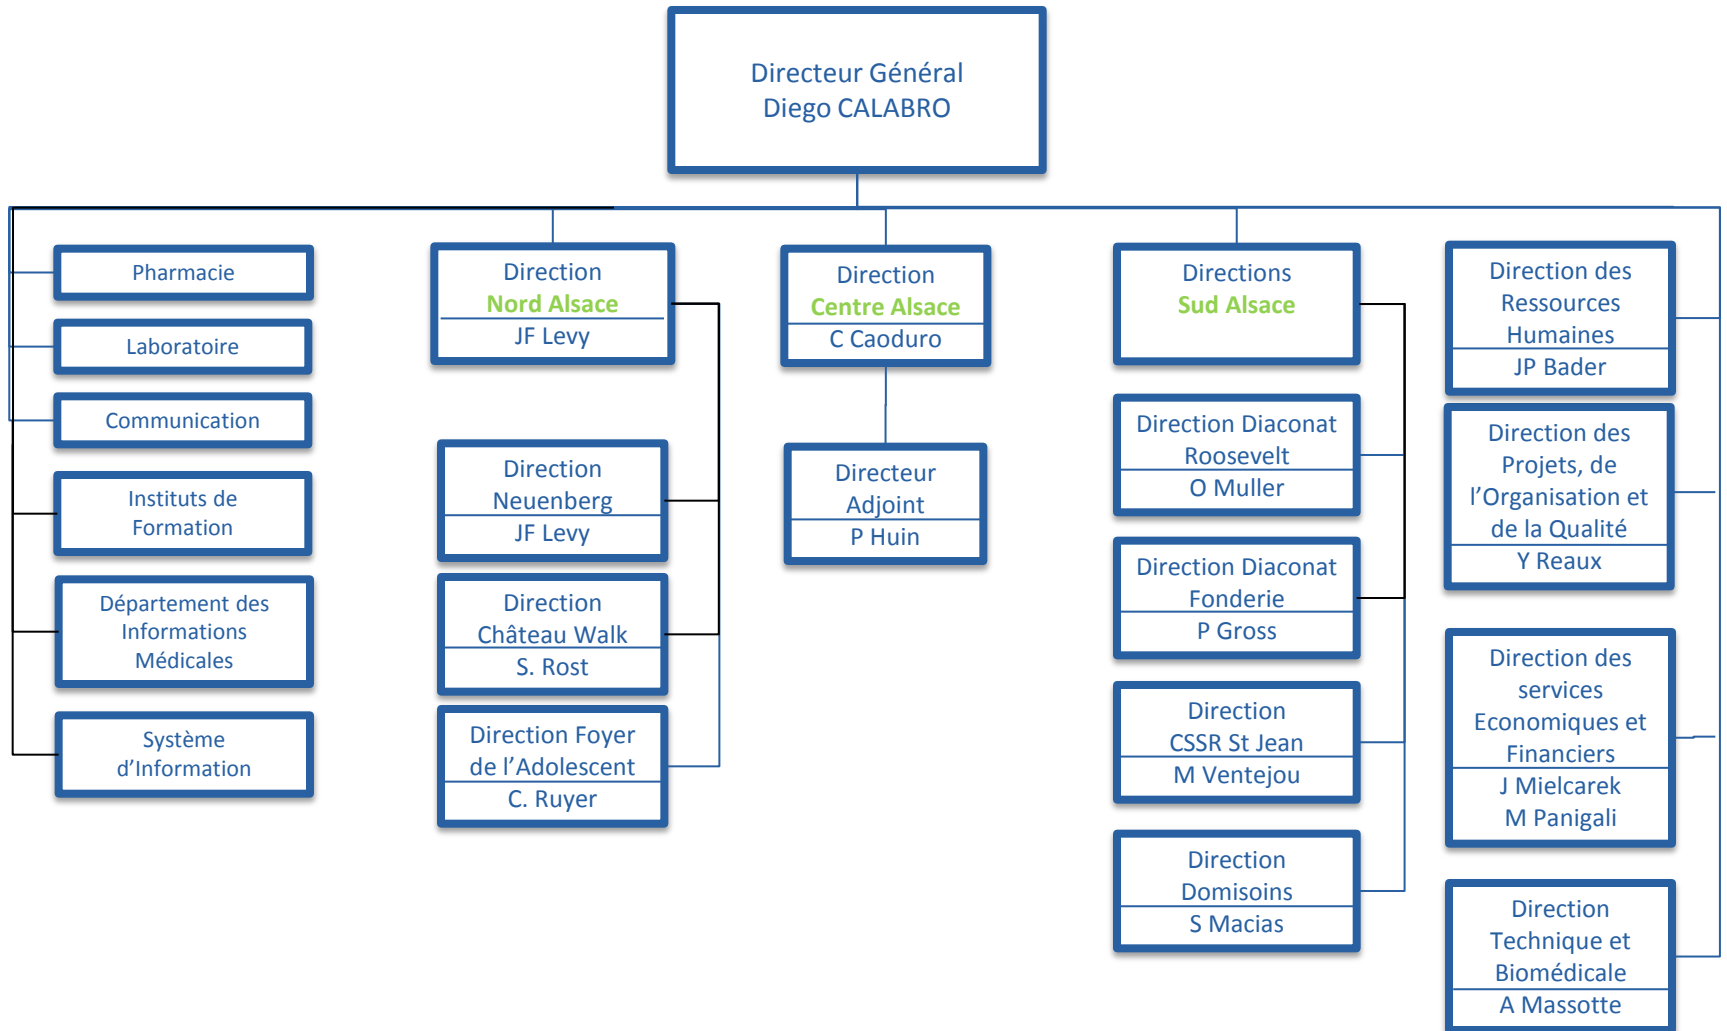 Directeur Général
Diego CALABRO
Pharmacie
Laboratoire
Communication
Instituts de
Formation
Département des
Informations
Médicales
Système
d'Information
Direction
Nord Alsace
JF Levy
Direction
Neuenberg
JF Levy
Direction
Château Walk
S. Rost
Direction Foyer
de l'Adolescent
C. Ruyer
Direction
Centre Alsace
C Caoduro
Directeur
Adjoint
P Huin
Directions
Sud Alsace
Direction Diaconat
Roosevelt
O Muller
Direction Diaconat
Fonderie
P Gross
Direction
CSSR St Jean
M Ventejou
Direction
Domisoins
S Macias
Direction des
Ressources
Humaines
JP Bader
Direction des
Projets, de
l'Organisation et
de la Qualité
Y Reaux
Direction des
services
Economiques et
Financiers
J Mielcarek
M Panigali
Direction
Technique et
Biomédicale
A Massotte